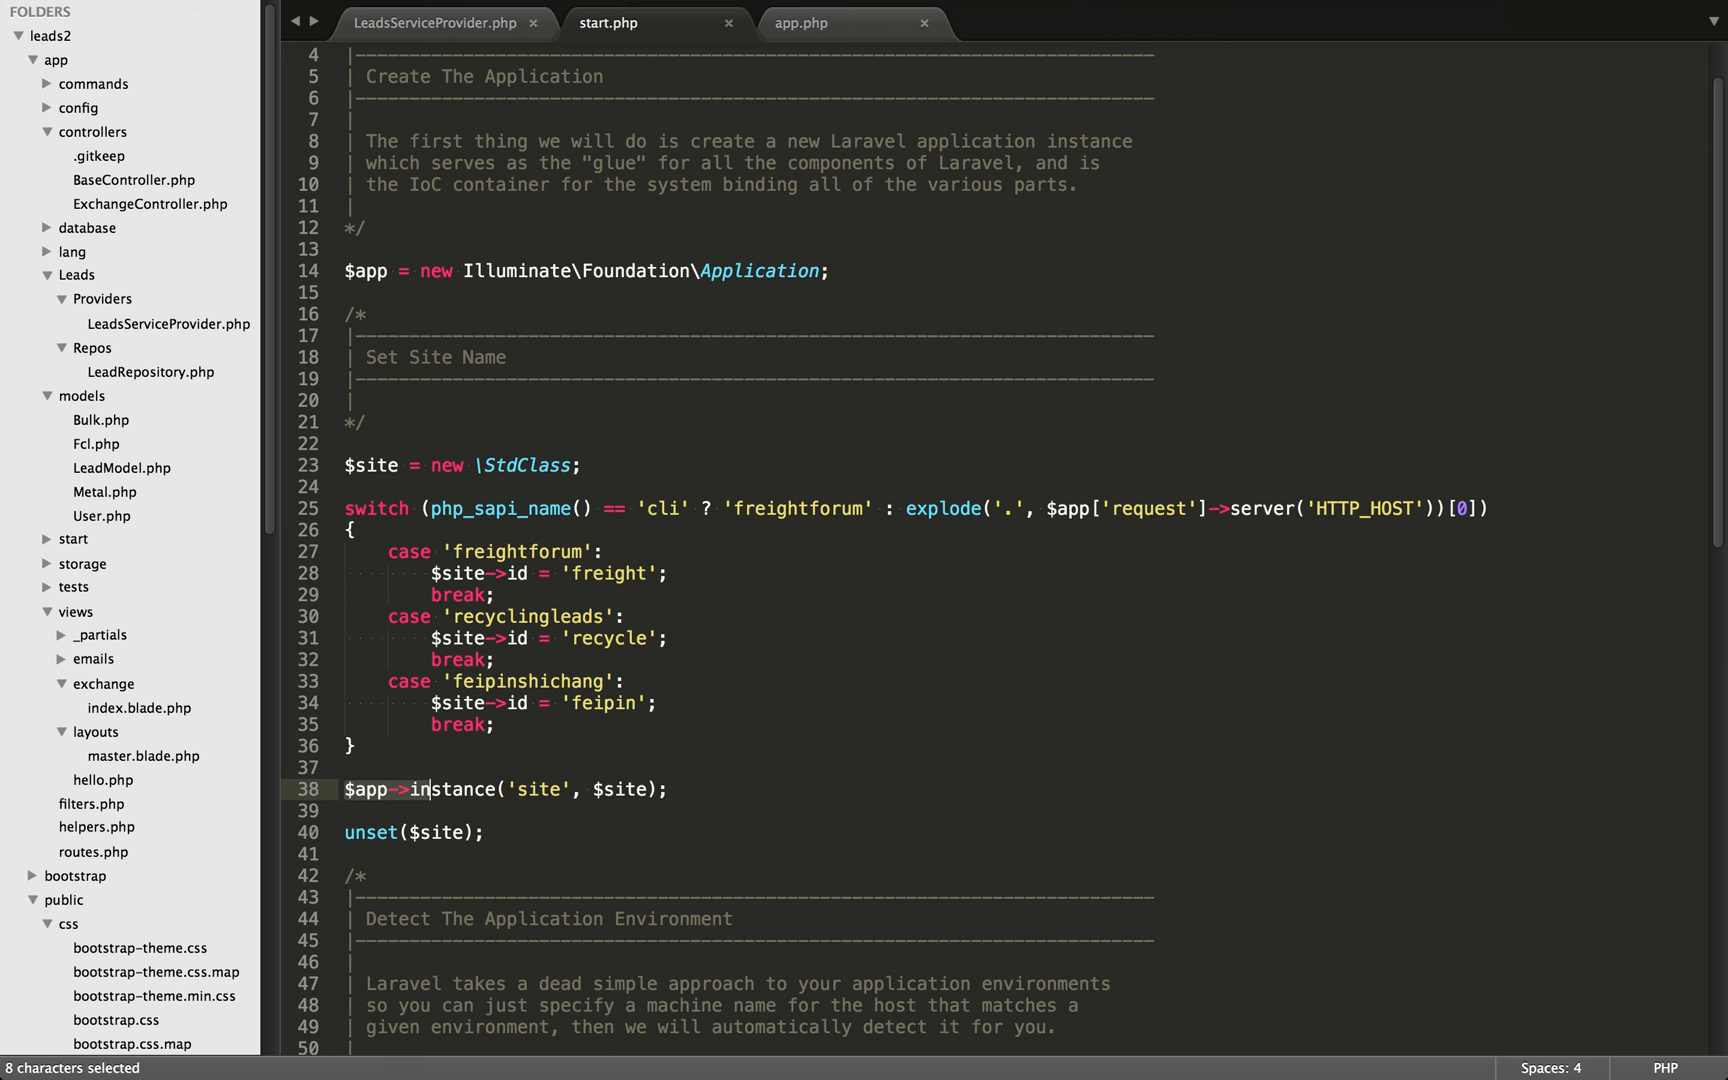 FOLDERS
leads2
app
commands
config
controllers
.gitkeep
BaseController.php
ExchangeController.php
database
lang
Leads
Providers
LeadsServiceProvider.php
Repos
LeadRepository.php
models
Bulk.php
Fcl.php
LeadModel.php
Metal.php
User.php
start
storage
tests
views
_partials
emails
exchange
index.blade.php
layouts
master.blade.php
hello.php
filters.php
helpers.php
routes.php
bootstrap
public
css
bootstrap-theme.css
bootstrap-theme.css.map
bootstrap-theme.min.css
bootstrap.css
bootstrap.css.map
LeadsServiceProvider.php × start.php × app.php ×
4 |--------------------------------------------------------------------------
5 | Create The Application
6 |--------------------------------------------------------------------------
7 |
8 | The first thing we will do is create a new Laravel application instance
9 | which serves as the "glue" for all the components of Laravel, and is
10 | the IoC container for the system binding all of the various parts.
11 |
12 */
13
14 $app = new Illuminate\Foundation\Application;
15
16 /*
17 |--------------------------------------------------------------------------
18 | Set Site Name
19 |--------------------------------------------------------------------------
20 |
21 */
22
23 $site = new \StdClass;
24
25 switch (php_sapi_name() == 'cli' ? 'freightforum' : explode('.', $app['request']->server('HTTP_HOST'))[0])
26 {
27     case 'freightforum':
28         $site->id = 'freight';
29         break;
30     case 'recyclingleads':
31         $site->id = 'recycle';
32         break;
33     case 'feipinshichang':
34         $site->id = 'feipin';
35         break;
36 }
37
38 $app->instance('site', $site);
39
40 unset($site);
41
42 /*
43 |--------------------------------------------------------------------------
44 | Detect The Application Environment
45 |--------------------------------------------------------------------------
46 |
47 | Laravel takes a dead simple approach to your application environments
48 | so you can just specify a machine name for the host that matches a
49 | given environment, then we will automatically detect it for you.
50 |
8 characters selected
Spaces: 4
PHP